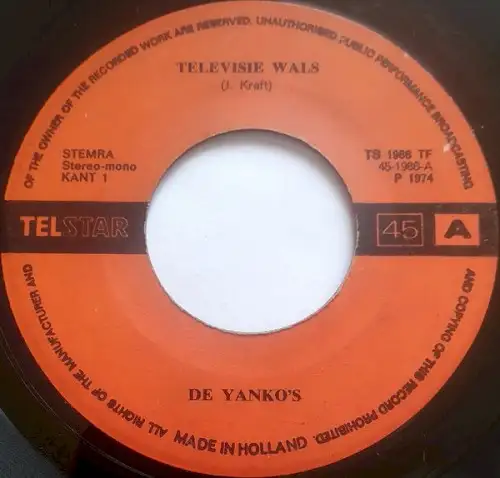 ALL RIGHTS OF THE MANUFACTURER AND OF THE OWNER OF THE RECORDED WORK ARE RESERVED. UNAUTHORISED PUBLIC PERFORMANCE BROADCASTING AND COPYING OF THIS RECORD PROHIBITED.
TELEVISIE WALS
(J. Kraft)
STEMRA
Stereo-mono
KANT 1
TS 1986 TF
45-1986-A
P 1974
TELSTAR
45 A
DE YANKO'S
MADE IN HOLLAND